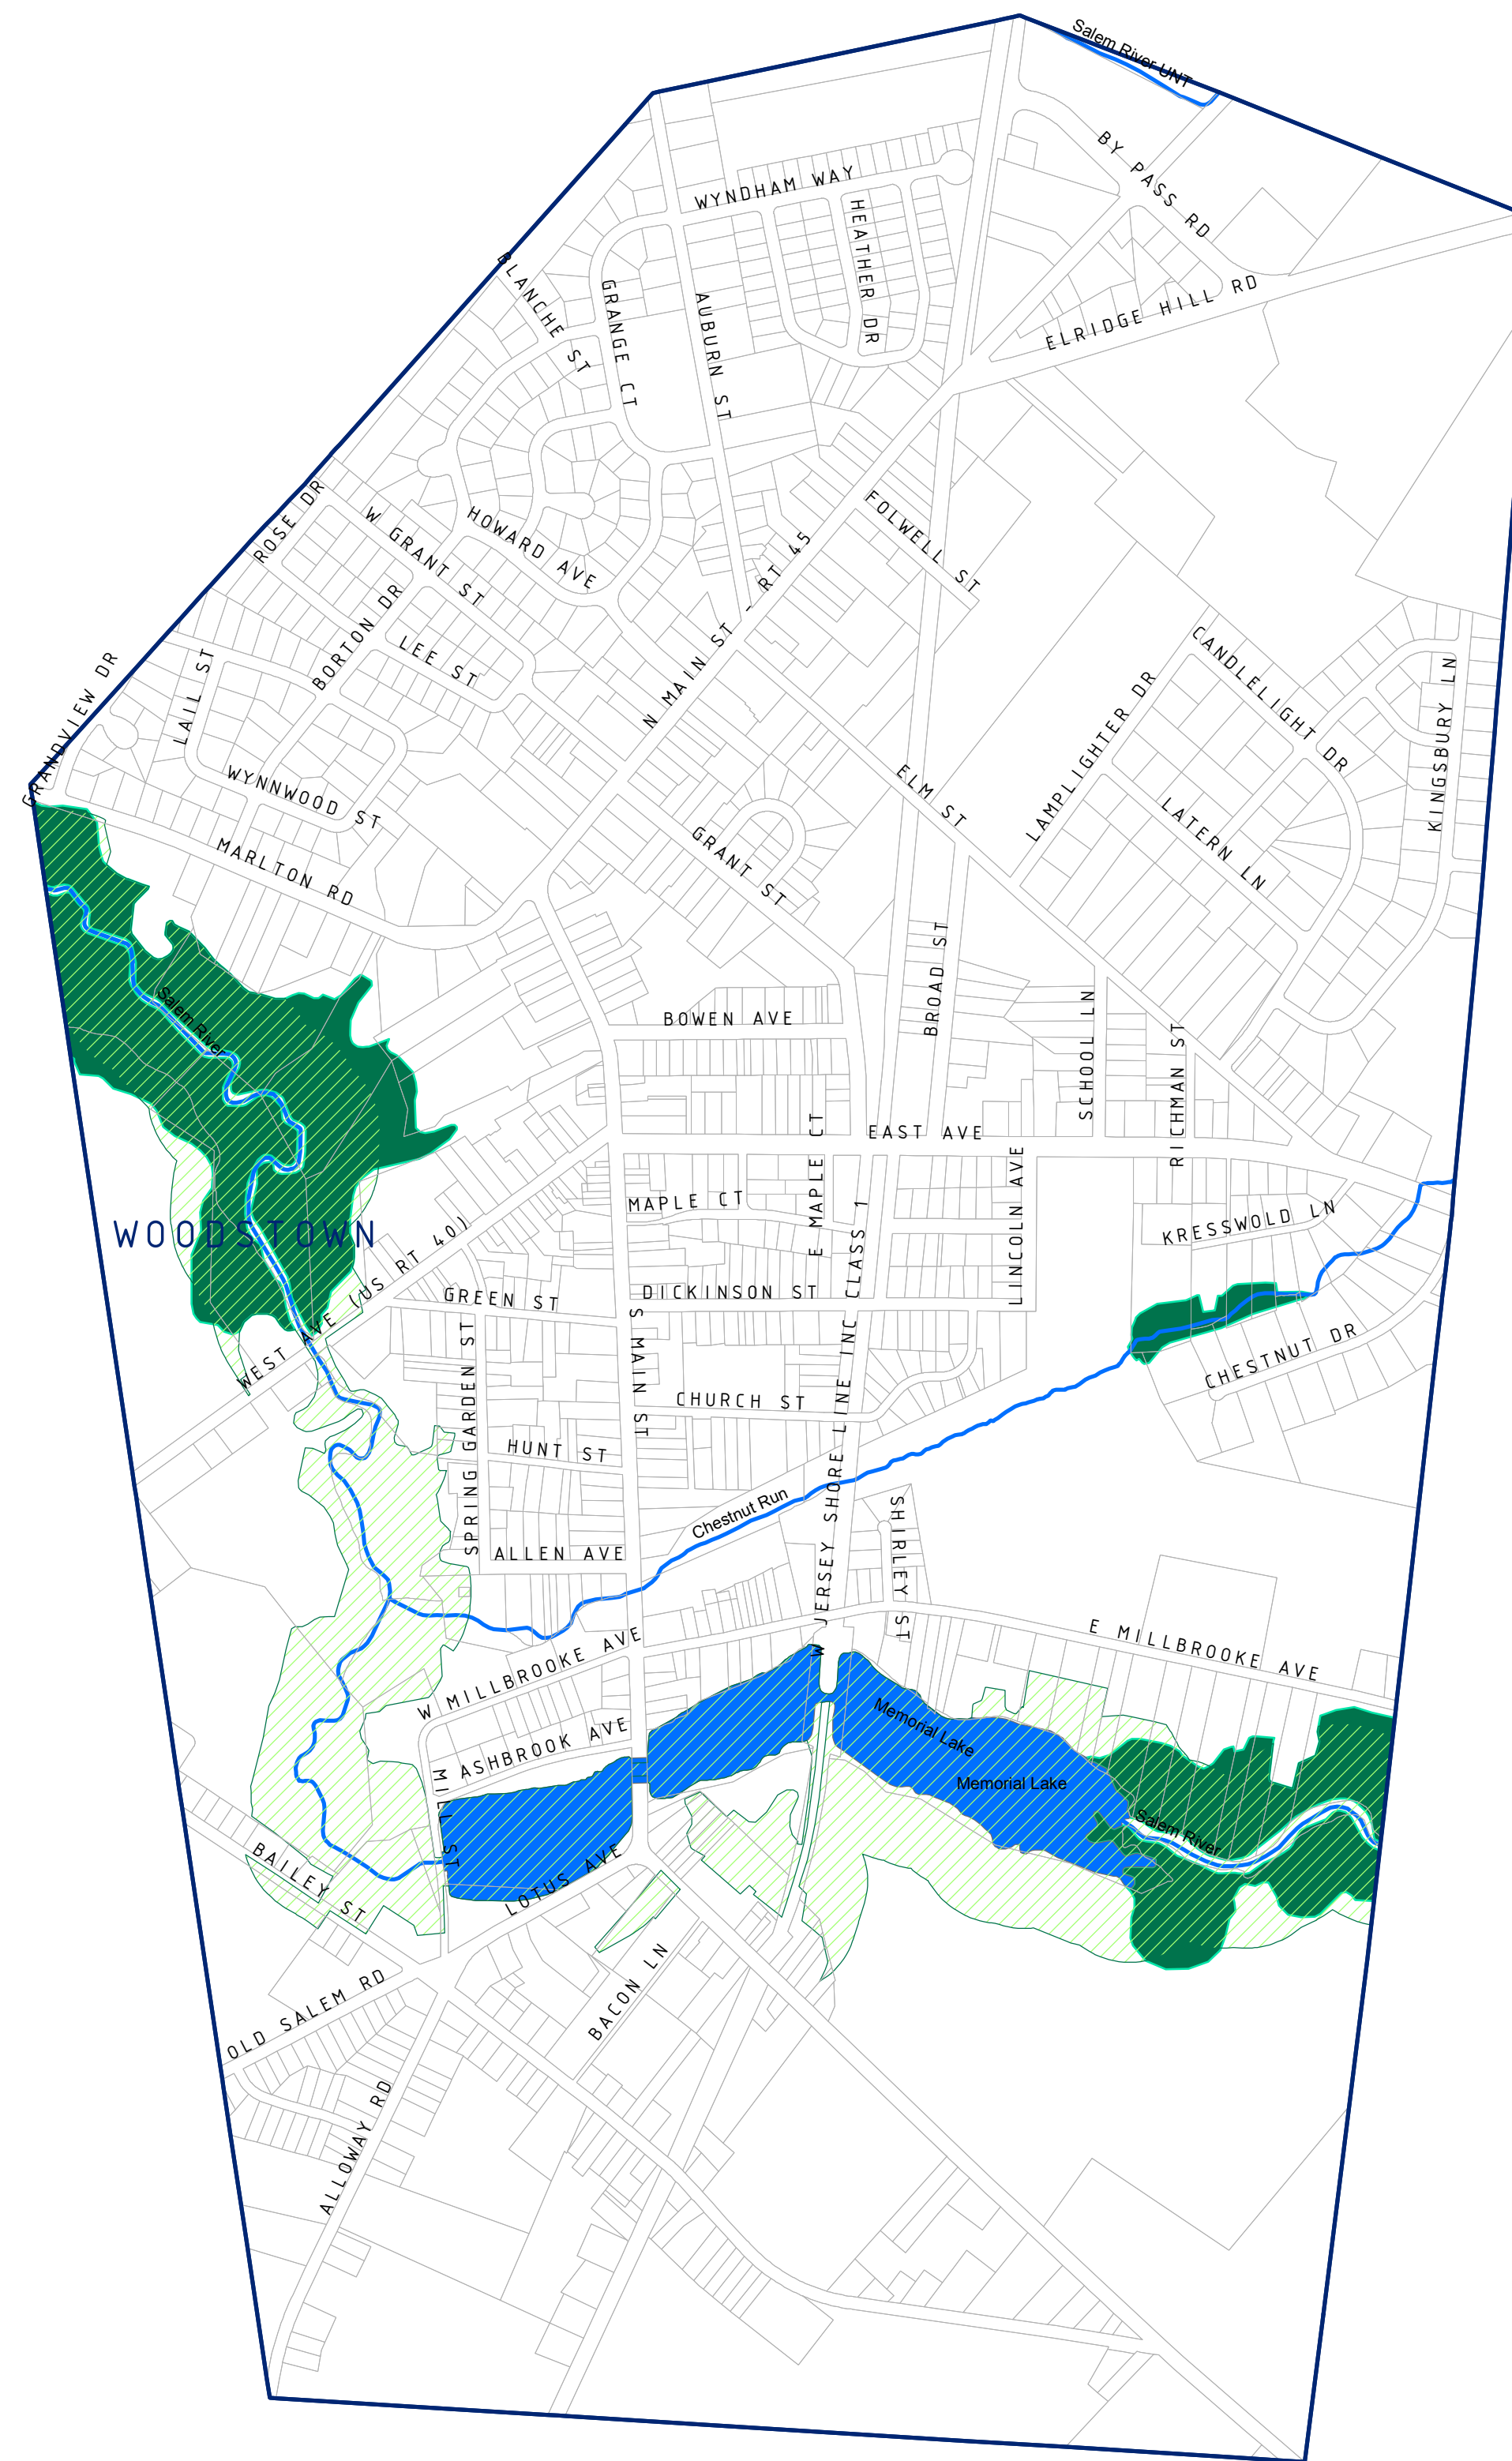 Salem River UNT
BY PASS RD
WYNDHAM WAY
HEATHER DR
BLANCHE ST
GRANGE CT
AUBURN ST
ELRIDGE HILL RD
ROSE DR
W GRANT ST
HOWARD AVE
FOLWELL ST
N MAIN ST - RT 45
BORTON DR
LEE ST
LAIL ST
GRANDVIEW DR
CANDLELIGHT DR
LAMPLIGHTER DR
KINGSBURY LN
WYNNWOOD ST
ELM ST
LATERN LN
MARLTON RD
GRANT ST
BROAD ST
Salem River
BOWEN AVE
SCHOOL LN
RICHMAN ST
EAST AVE
E MAPLE CT
MAPLE CT
LINCOLN AVE
WOODSTOWN
KRESSWOLD LN
WEST AVE (US RT 40)
GREEN ST
DICKINSON ST
S MAIN ST
SPRING GARDEN ST
CHESTNUT DR
CHURCH ST
HUNT ST
W JERSEY SHORE LINE INC CLASS 1
Chestnut Run
SHIRLEY ST
ALLEN AVE
E MILLBROOKE AVE
W MILLBROOKE AVE
ASHBROOK AVE
Memorial Lake
Memorial Lake
MILL ST
Salem River
BAILEY ST
LOTUS AVE
BACON LN
OLD SALEM RD
ALLOWAY RD